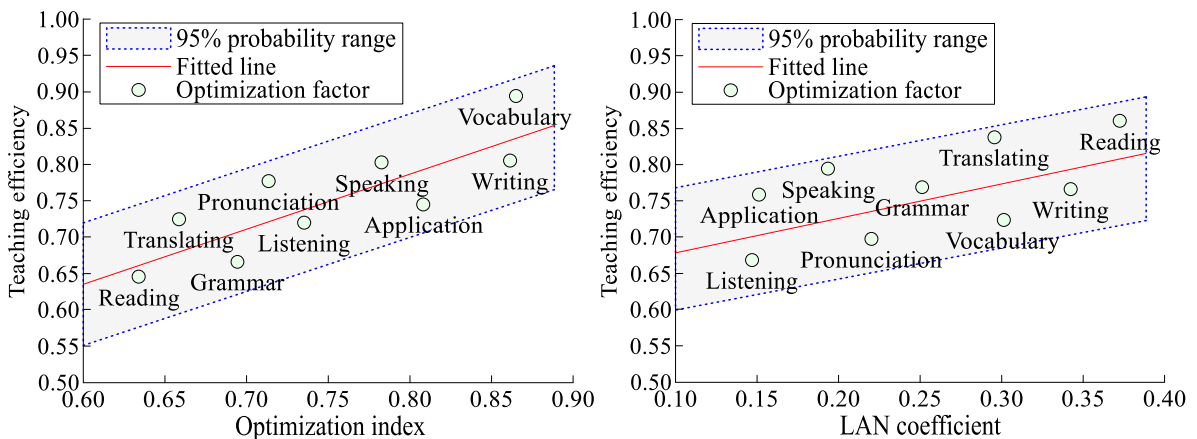 1.00
0.95
0.90
0.85
0.80
0.75
0.70
0.65
0.60
0.55
0.50
Teaching efficiency
95% probability range
Fitted line
Optimization factor
Vocabulary
Speaking
Writing
Pronunciation
Application
Translating
Listening
Grammar
Reading
0.60 0.65 0.70 0.75 0.80 0.85 0.90
Optimization index
1.00
0.95
0.90
0.85
0.80
0.75
0.70
0.65
0.60
0.55
0.50
Teaching efficiency
95% probability range
Fitted line
Optimization factor
Reading
Translating
Speaking
Application
Grammar
Writing
Vocabulary
Pronunciation
Listening
0.10 0.15 0.20 0.25 0.30 0.35 0.40
LAN coefficient